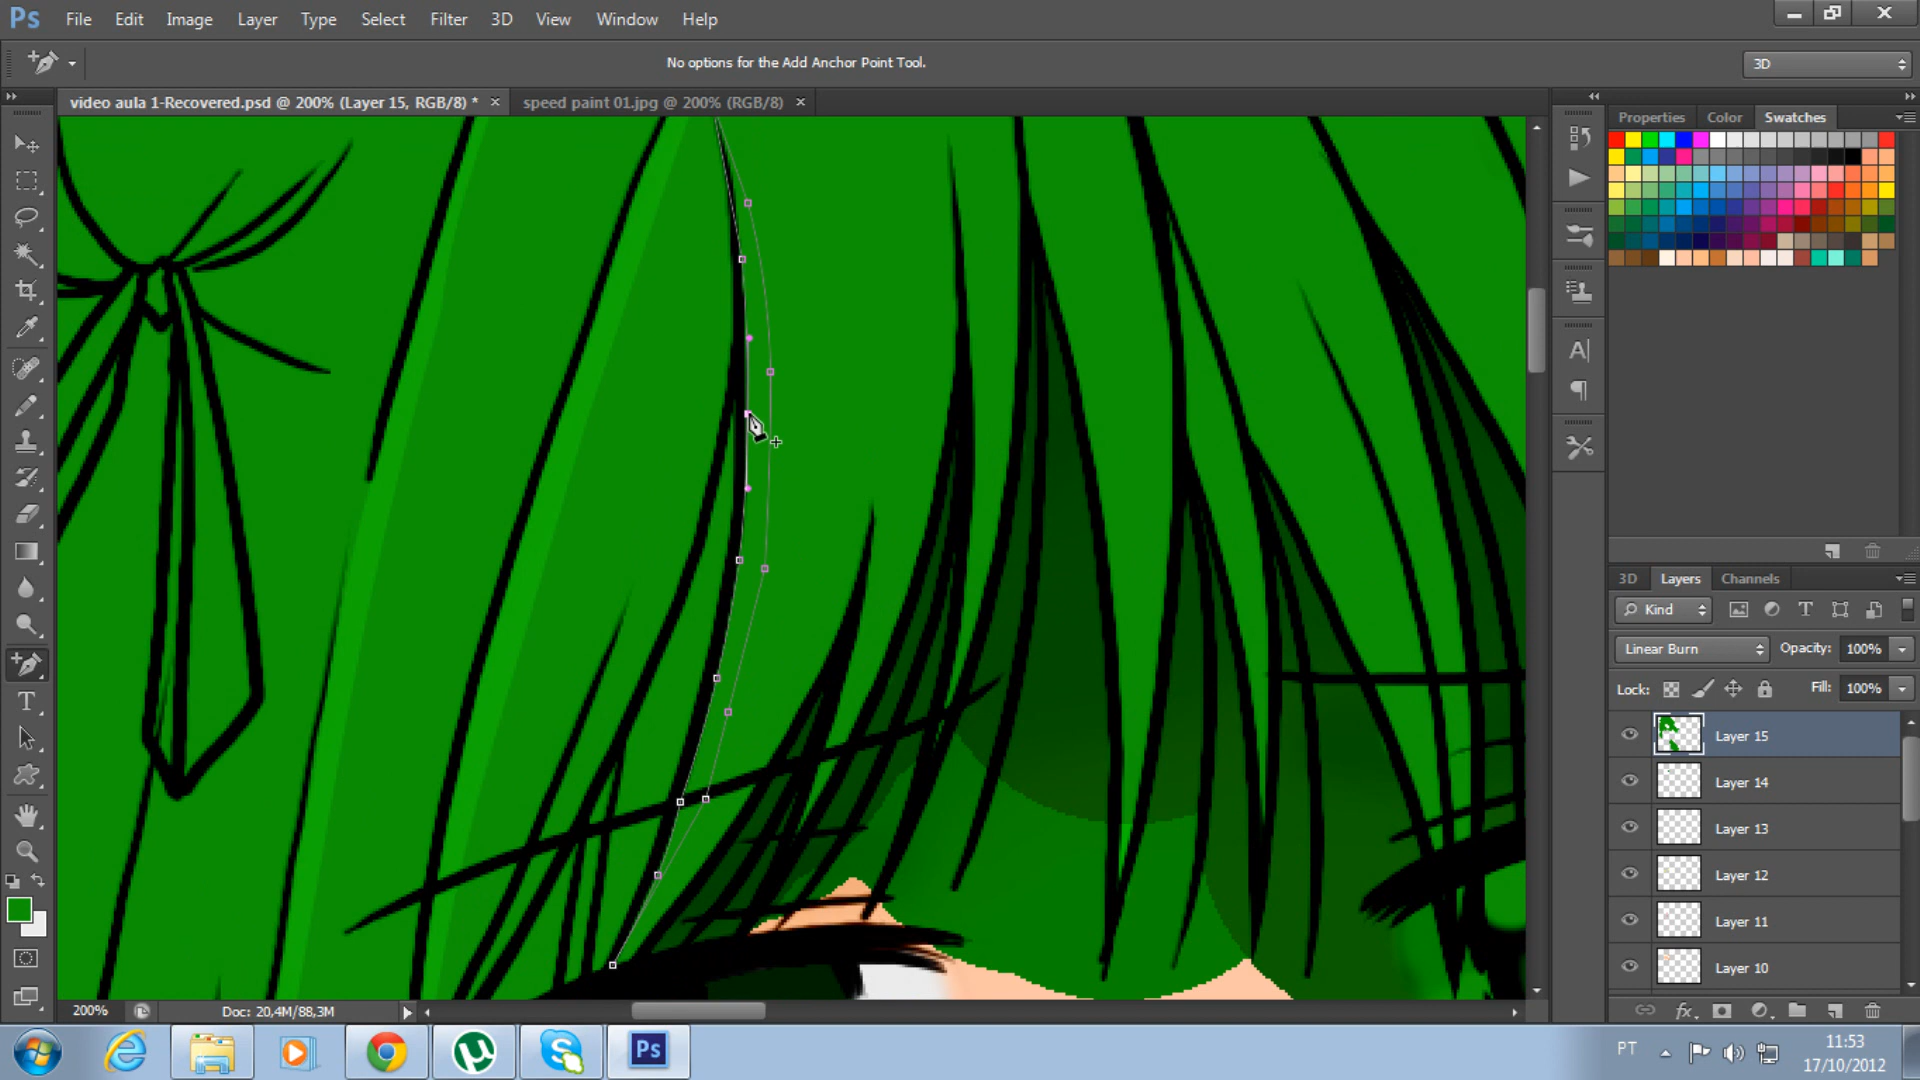 Ps File Edit Image Layer Type Select Filter 3D View Window Help
No options for the Add Anchor Point Tool.
3D
video aula 1-Recovered.psd @ 200% (Layer 15, RGB/8) *
speed paint 01.jpg @ 200% (RGB/8)
Properties Color Swatches
3D Layers Channels
Kind
Linear Burn Opacity: 100%
Lock: Fill: 100%
Layer 15
Layer 14
Layer 13
Layer 12
Layer 11
Layer 10
200% Doc: 20,4M/88,3M
Ps
PT
11:53
17/10/2012